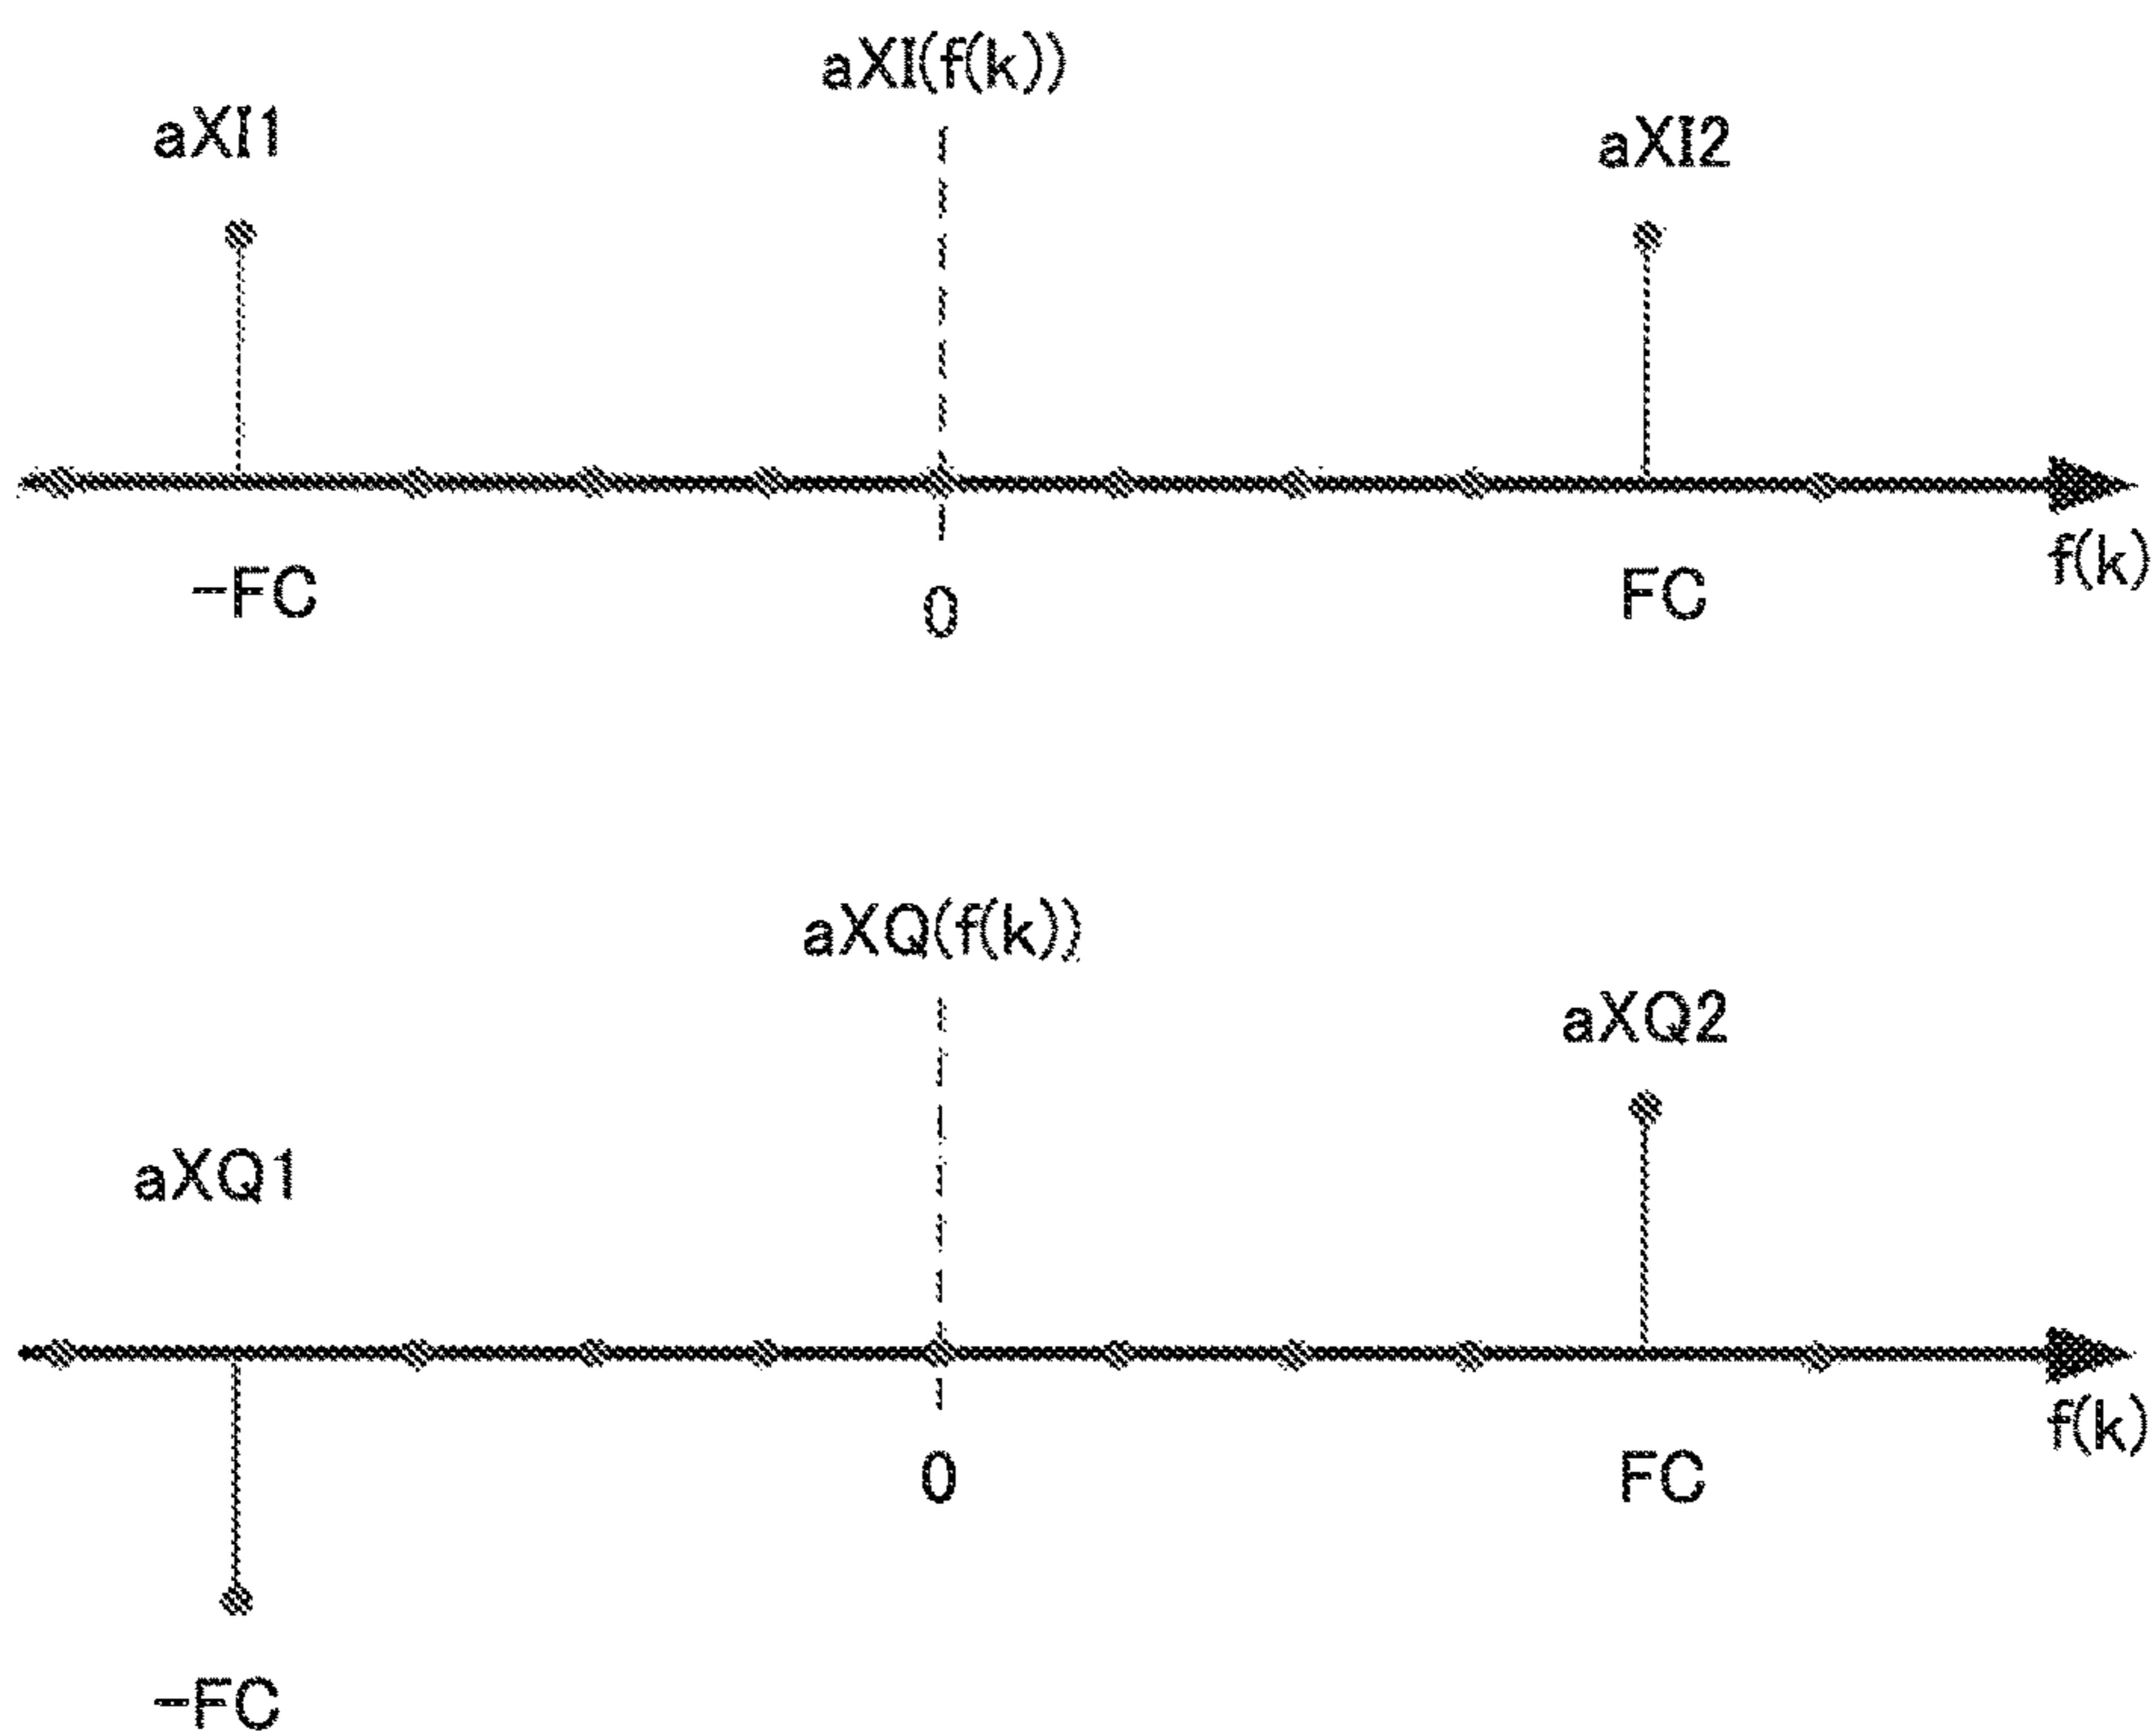 aXI(f(k))
aXI1
aXI2
-FC
0
FC
f(k)
aXQ(f(k))
aXQ2
aXQ1
f(k)
0
FC
-FC